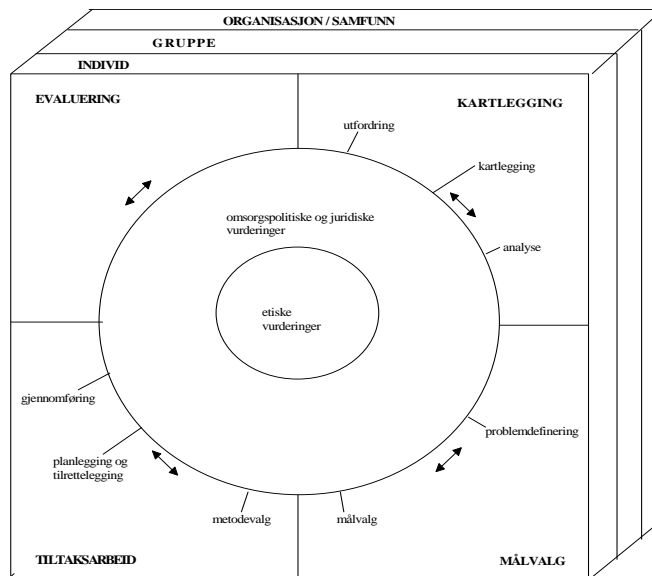 ORGANISASJON / SAMFUNN
GRUPPE
INDIVID
EVALUERING
KARTLEGGING
utfordring
kartlegging
omsorgspolitiske og juridiske
vurderinger
analyse
etiske
vurderinger
gjennomføring
problemdefinering
planlegging og
tilrettelegging
metodevalg
målvalg
TILTAKSARBEID
MÅLVALG